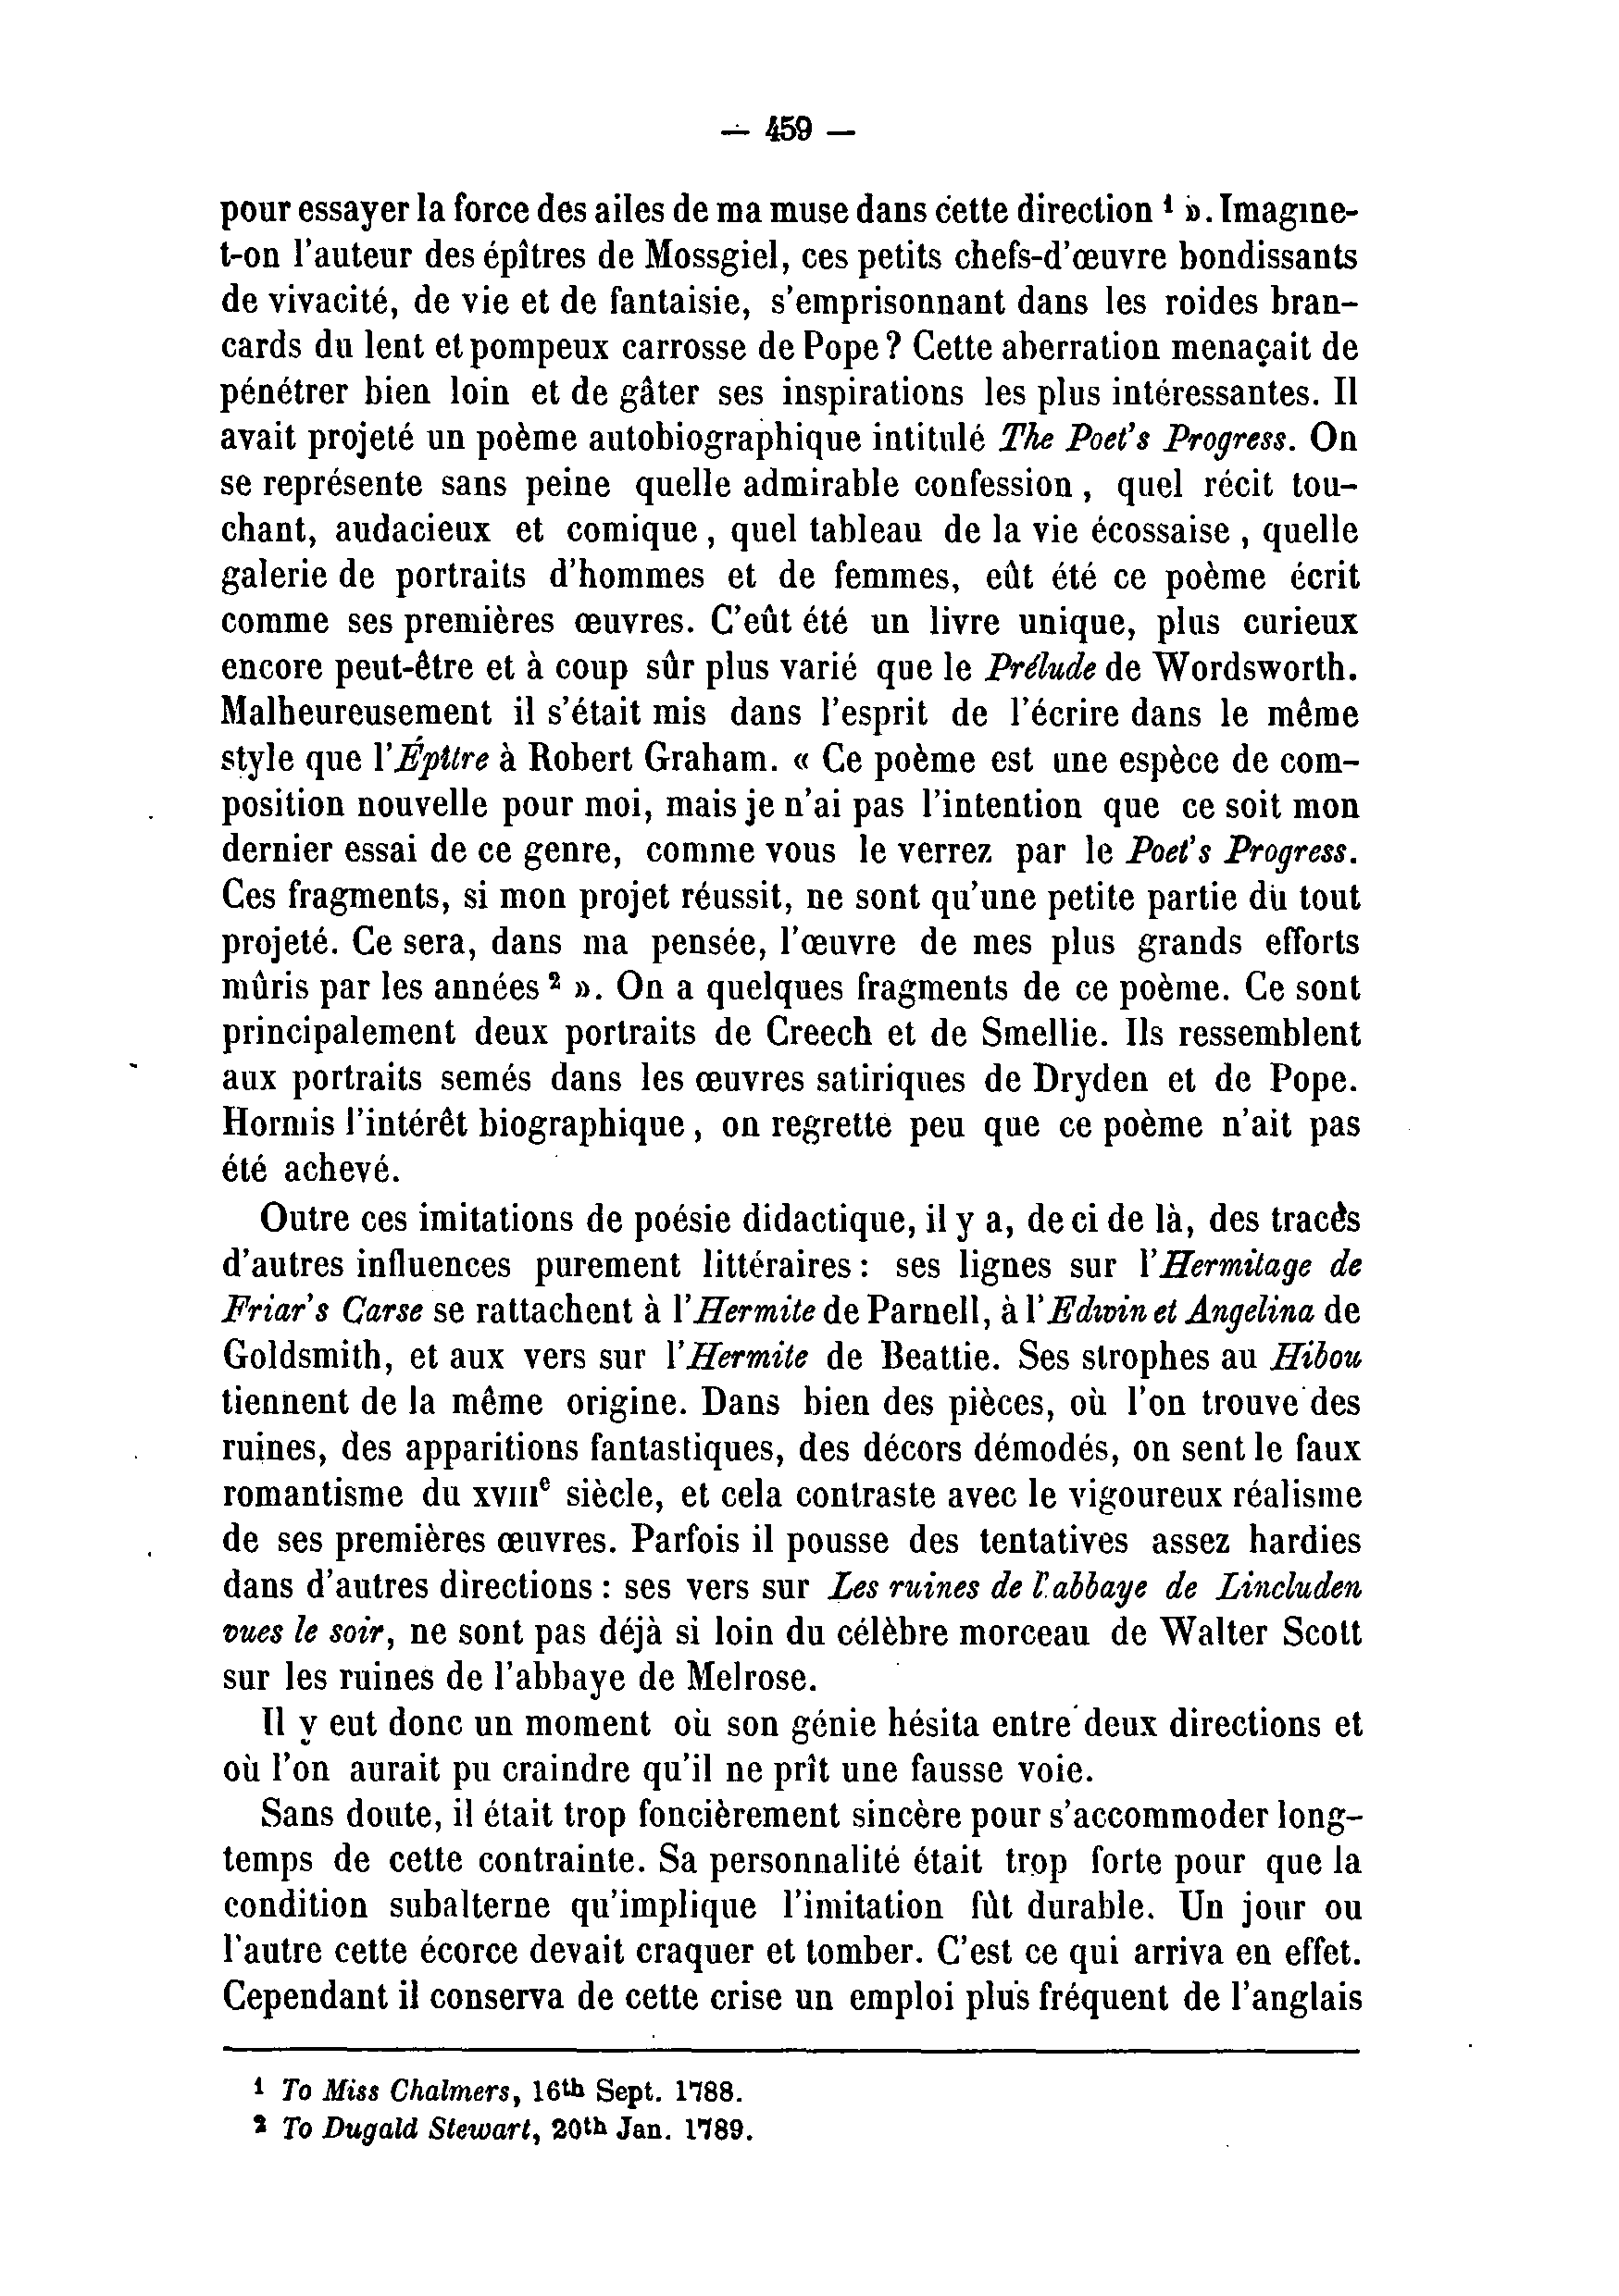 — 459 —
pour essayer la force des ailes de ma muse dans cette direction ¹ ». Imagine-
t-on l'auteur des épîtres de Mossgiel, ces petits chefs-d'œuvre bondissants
de vivacité, de vie et de fantaisie, s'emprisonnant dans les roides bran-
cards du lent et pompeux carrosse de Pope ? Cette aberration menaçait de
pénétrer bien loin et de gâter ses inspirations les plus intéressantes. Il
avait projeté un poème autobiographique intitulé The Poet's Progress. On
se représente sans peine quelle admirable confession, quel récit tou-
chant, audacieux et comique, quel tableau de la vie écossaise, quelle
galerie de portraits d'hommes et de femmes, eût été ce poème écrit
comme ses premières œuvres. C'eût été un livre unique, plus curieux
encore peut-être et à coup sûr plus varié que le Prélude de Wordsworth.
Malheureusement il s'était mis dans l'esprit de l'écrire dans le même
style que l'Épître à Robert Graham. « Ce poème est une espèce de com-
position nouvelle pour moi, mais je n'ai pas l'intention que ce soit mon
dernier essai de ce genre, comme vous le verrez par le Poet's Progress.
Ces fragments, si mon projet réussit, ne sont qu'une petite partie du tout
projeté. Ce sera, dans ma pensée, l'œuvre de mes plus grands efforts
mûris par les années ² ». On a quelques fragments de ce poème. Ce sont
principalement deux portraits de Creech et de Smellie. Ils ressemblent
aux portraits semés dans les œuvres satiriques de Dryden et de Pope.
Hormis l'intérêt biographique, on regrette peu que ce poème n'ait pas
été achevé.
Outre ces imitations de poésie didactique, il y a, de ci de là, des traces
d'autres influences purement littéraires : ses lignes sur l'Hermitage de
Friar's Carse se rattachent à l'Hermite de Parnell, à l'Edwin et Angelina de
Goldsmith, et aux vers sur l'Hermite de Beattie. Ses strophes au Hibou
tiennent de la même origine. Dans bien des pièces, où l'on trouve des
ruines, des apparitions fantastiques, des décors démodés, on sent le faux
romantisme du XVIIIe siècle, et cela contraste avec le vigoureux réalisme
de ses premières œuvres. Parfois il pousse des tentatives assez hardies
dans d'autres directions : ses vers sur Les ruines de l'abbaye de Lincluden
vues le soir, ne sont pas déjà si loin du célèbre morceau de Walter Scott
sur les ruines de l'abbaye de Melrose.
Il y eut donc un moment où son génie hésita entre deux directions et
où l'on aurait pu craindre qu'il ne prît une fausse voie.
Sans doute, il était trop foncièrement sincère pour s'accommoder long-
temps de cette contrainte. Sa personnalité était trop forte pour que la
condition subalterne qu'implique l'imitation fût durable. Un jour ou
l'autre cette écorce devait craquer et tomber. C'est ce qui arriva en effet.
Cependant il conserva de cette crise un emploi plus fréquent de l'anglais
¹ To Miss Chalmers, 16th Sept. 1788.
² To Dugald Stewart, 20th Jan. 1789.